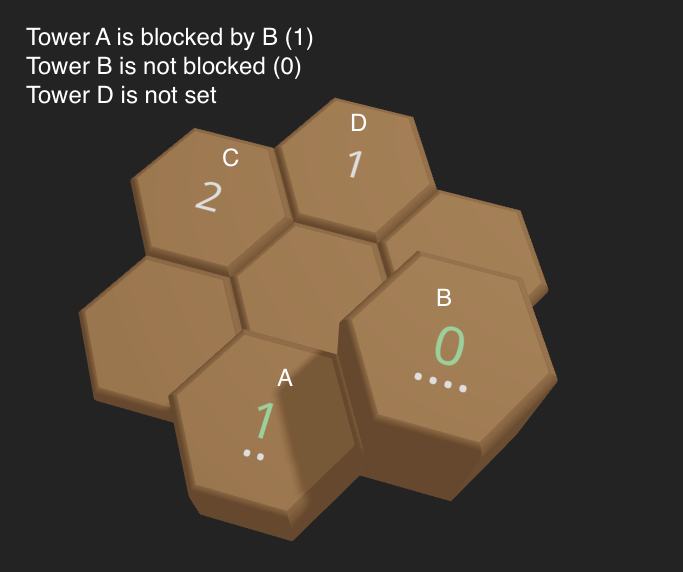 Tower A is blocked by B (1)
Tower B is not blocked (0)
Tower D is not set
D
1
C
2
B
0
A
1